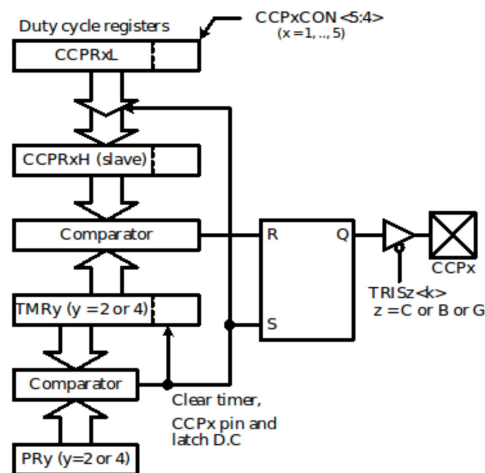 Duty cycle registers
CCPxCON<5:4>
(x = 1, .., 5)
CCPRxL
CCPRxH (slave)
Comparator
R
Q
CCPx
TRISz<k>
z = C or B or G
TMRy (y = 2 or 4)
S
Comparator
Clear timer,
CCPx pin and
latch D.C
PRy (y=2 or 4)